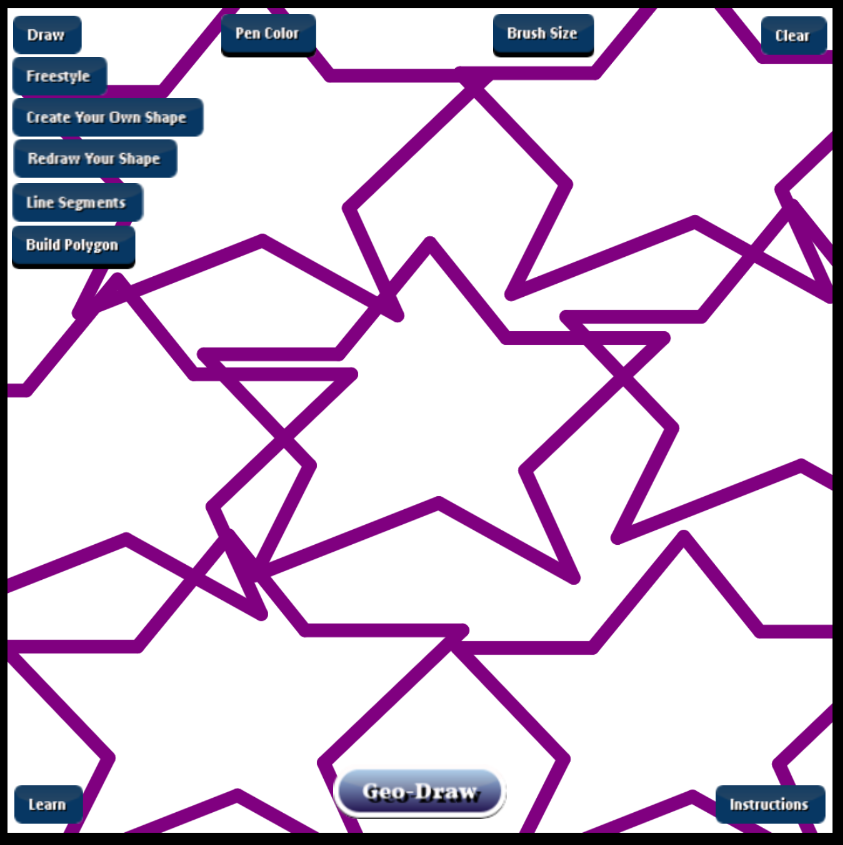 Draw
Pen Color
Brush Size
Clear
Freestyle
Create Your Own Shape
Redraw Your Shape
Line Segments
Build Polygon
Learn
Geo-Draw
Instructions